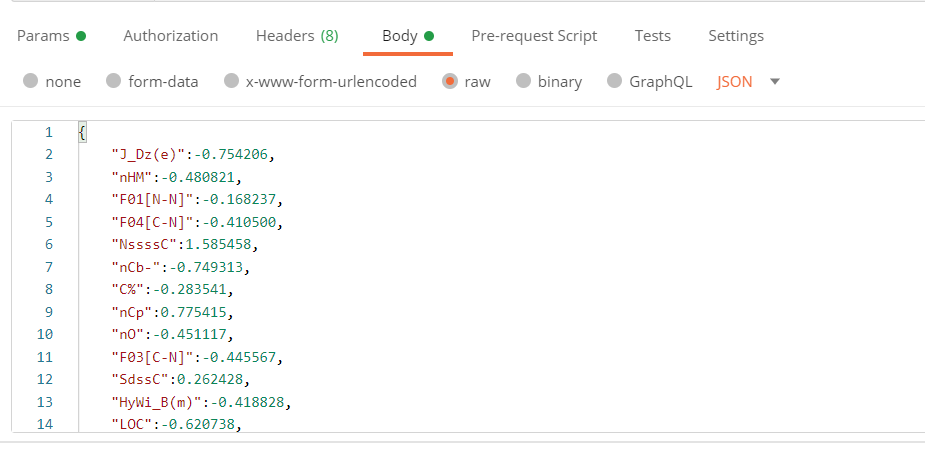 Params Authorization Headers (8) Body Pre-request Script Tests Settings
none form-data x-www-form-urlencoded raw binary GraphQL JSON
1 {
2 "J_Dz(e)":-0.754206,
3 "nHM":-0.480821,
4 "F01[N-N]":-0.168237,
5 "F04[C-N]":-0.410500,
6 "NssssC":1.585458,
7 "nCb-":-0.749313,
8 "C%":-0.283541,
9 "nCp":0.775415,
10 "nO":-0.451117,
11 "F03[C-N]":-0.445567,
12 "SdssC":0.262428,
13 "HyWi_B(m)":-0.418828,
14 "LOC":-0.620738,